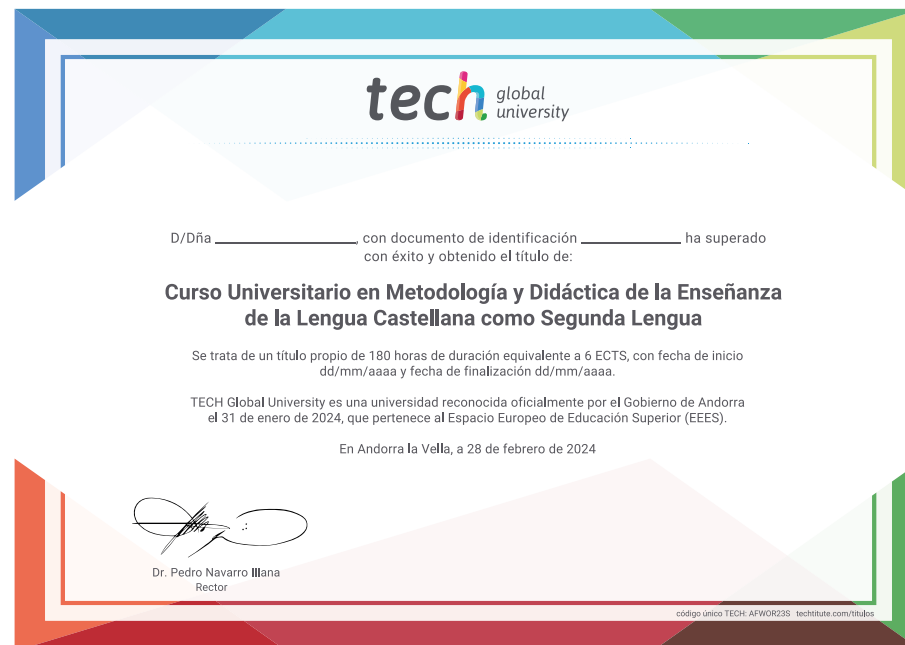 tech global university
D/Dña ______________, con documento de identificación __________ ha superado
con éxito y obtenido el título de:
Curso Universitario en Metodología y Didáctica de la Enseñanza
de la Lengua Castellana como Segunda Lengua
Se trata de un título propio de 180 horas de duración equivalente a 6 ECTS, con fecha de inicio
dd/mm/aaaa y fecha de finalización dd/mm/aaaa.
TECH Global University es una universidad reconocida oficialmente por el Gobierno de Andorra
el 31 de enero de 2024, que pertenece al Espacio Europeo de Educación Superior (EEES).
En Andorra la Vella, a 28 de febrero de 2024
Dr. Pedro Navarro Illana
Rector
código único TECH: AFWOR23S techtitute.com/titulos